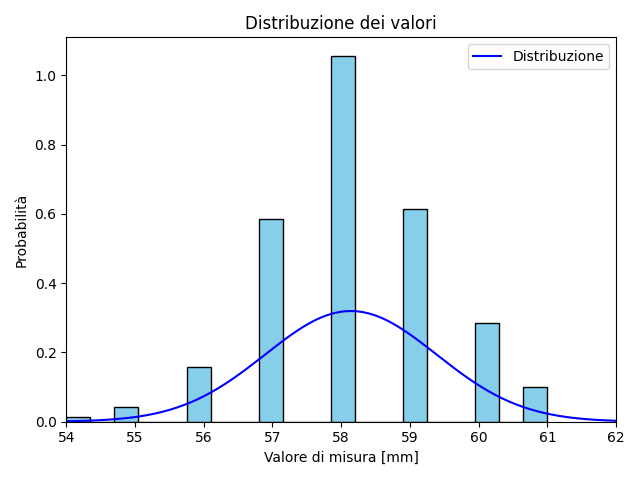 Distribuzione dei valori
Distribuzione
Probabilità
1.0
0.8
0.6
0.4
0.2
0.0
54 55 56 57 58 59 60 61 62
Valore di misura [mm]